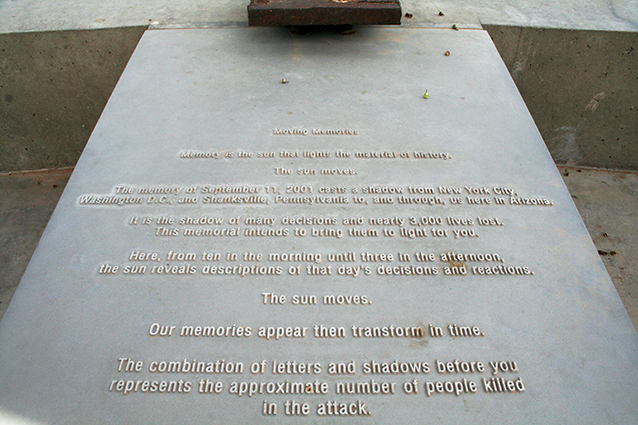 Moving Memories
Memory is the sun that lights the material of history.
The sun moves.
The memory of September 11, 2001 casts a shadow from New York City,
Washington D.C., and Shanksville, Pennsylvania to, and through, us here in Arizona.
It is the shadow of many decisions and nearly 3,000 lives lost.
This memorial intends to bring them to light for you.
Here, from ten in the morning until three in the afternoon,
the sun reveals descriptions of that day's decisions and reactions.
The sun moves.
Our memories appear then transform in time.
The combination of letters and shadows before you
represents the approximate number of people killed
in the attack.